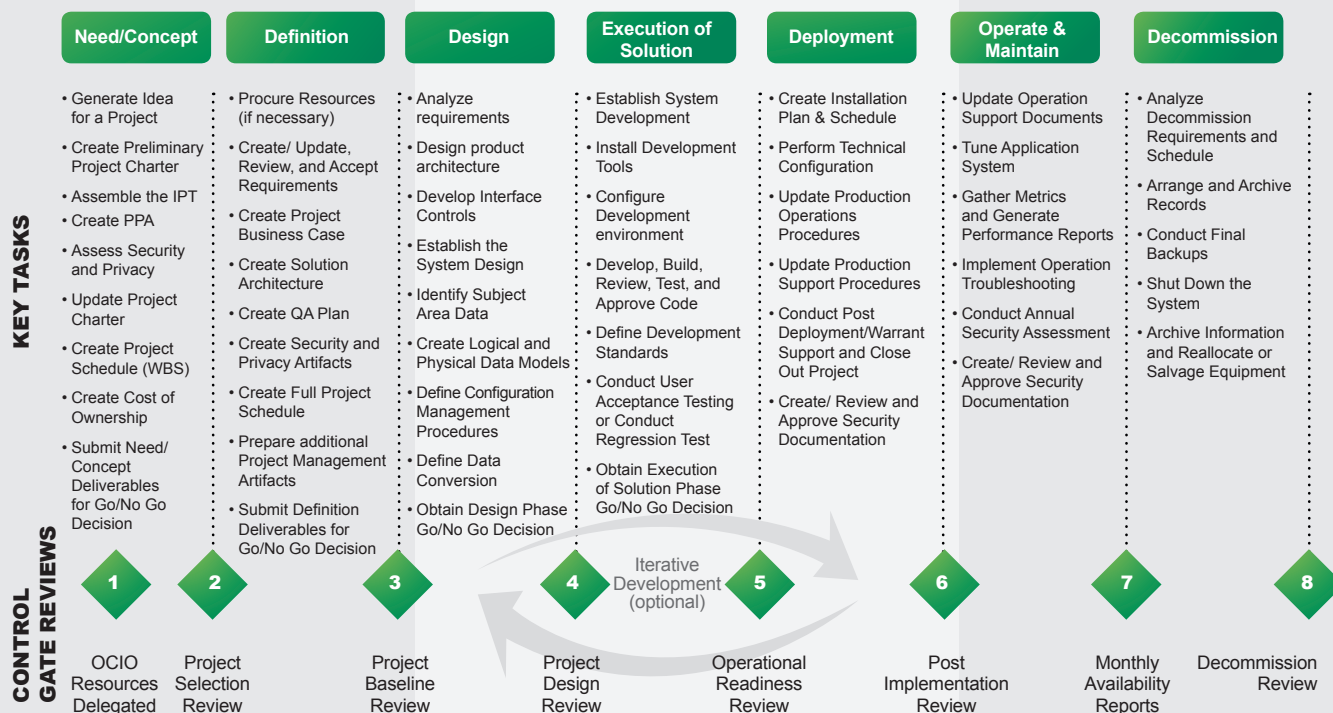 Need/Concept
Definition
Design
Execution of
Solution
Deployment
Operate &
Maintain
Decommission
KEY TASKS
• Generate Idea
for a Project
• Create Preliminary
Project Charter
• Assemble the IPT
• Create PPA
• Assess Security
and Privacy
• Update Project
Charter
• Create Project
Schedule (WBS)
• Create Cost of
Ownership
• Submit Need/
Concept
Deliverables
for Go/No Go
Decision
• Procure Resources
(if necessary)
• Create/ Update,
Review, and Accept
Requirements
• Create Project
Business Case
• Create Solution
Architecture
• Create QA Plan
• Create Security and
Privacy Artifacts
• Create Full Project
Schedule
• Prepare additional
Project Management
Artifacts
• Submit Definition
Deliverables for
Go/No Go Decision
• Analyze
requirements
• Design product
architecture
• Develop Interface
Controls
• Establish the
System Design
• Identify Subject
Area Data
• Create Logical and
Physical Data Models
• Define Configuration
Management
Procedures
• Define Data
Conversion
• Obtain Design Phase
Go/No Go Decision
• Establish System
Development
• Install Development
Tools
• Configure
Development
environment
• Develop, Build,
Review, Test, and
Approve Code
• Define Development
Standards
• Conduct User
Acceptance Testing
or Conduct
Regression Test
• Obtain Execution
of Solution Phase
Go/No Go Decision
• Create Installation
Plan & Schedule
• Perform Technical
Configuration
• Update Production
Operations
Procedures
• Update Production
Support Procedures
• Conduct Post
Deployment/Warrant
Support and Close
Out Project
• Create/ Review and
Approve Security
Documentation
• Update Operation
Support Documents
• Tune Application
System
• Gather Metrics
and Generate
Performance Reports
• Implement Operation
Troubleshooting
• Conduct Annual
Security Assessment
• Create/ Review and
Approve Security
Documentation
• Analyze
Decommission
Requirements and
Schedule
• Arrange and Archive
Records
• Conduct Final
Backups
• Shut Down the
System
• Archive Information
and Reallocate or
Salvage Equipment
CONTROL
GATE REVIEWS
1
2
3
4
Iterative
Development
(optional)
5
6
7
8
OCIO
Resources
Delegated
Project
Selection
Review
Project
Baseline
Review
Project
Design
Review
Operational
Readiness
Review
Post
Implementation
Review
Monthly
Availability
Reports
Decommission
Review